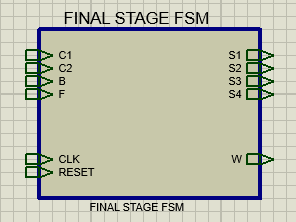 FINAL STAGE FSM
C1 S1
C2 S2
B S3
F S4
CLK W
RESET
FINAL STAGE FSM